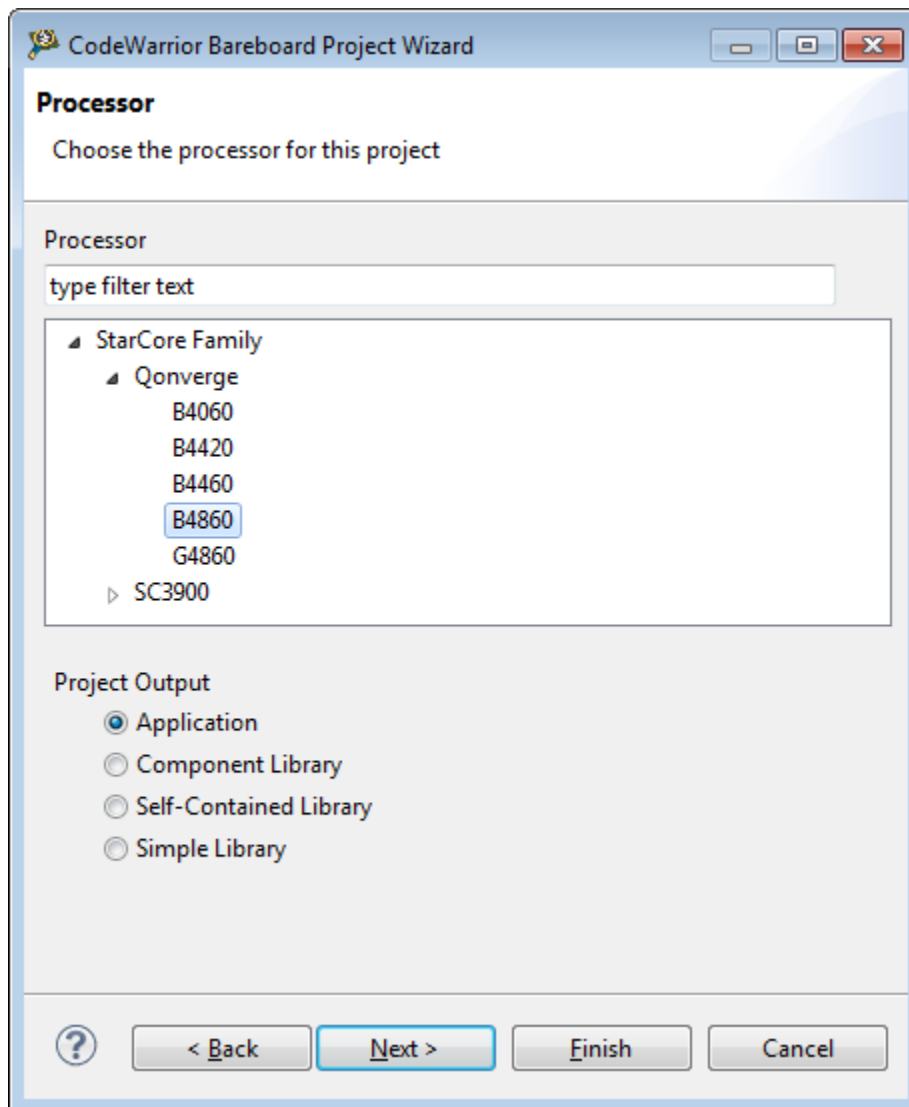 CodeWarrior Bareboard Project Wizard
Processor
Choose the processor for this project
Processor
type filter text
StarCore Family
Qonverge
B4060
B4420
B4460
B4860
G4860
SC3900
Project Output
Application
Component Library
Self-Contained Library
Simple Library
? < Back Next > Finish Cancel